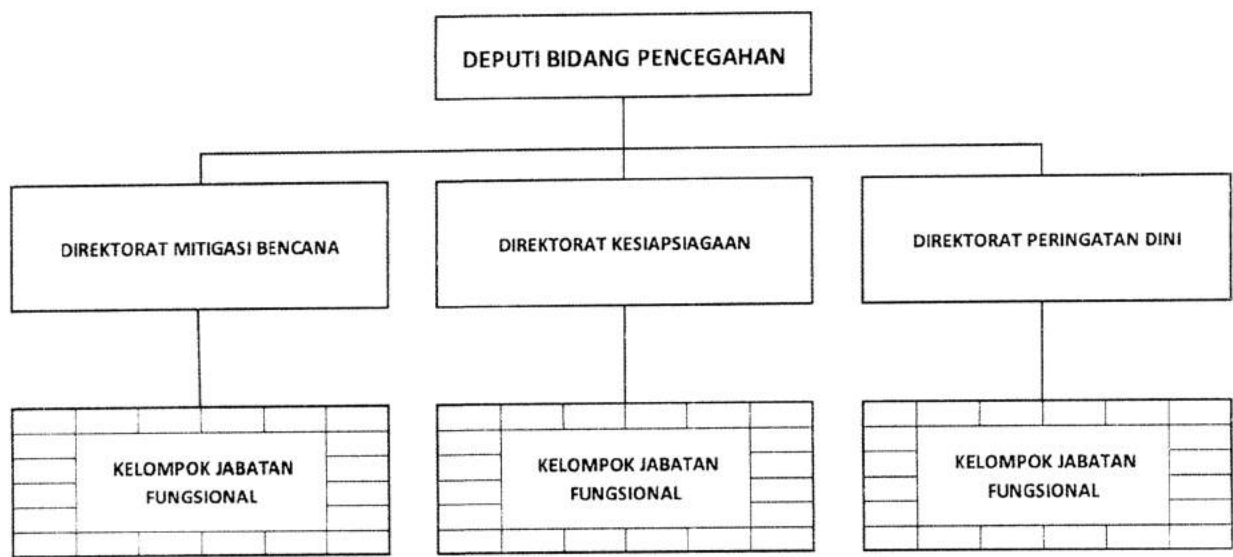 DEPUTI BIDANG PENCEGAHAN
DIREKTORAT MITIGASI BENCANA
DIREKTORAT KESIAPSIAGAAN
DIREKTORAT PERINGATAN DINI
KELOMPOK JABATAN
FUNGSIONAL
KELOMPOK JABATAN
FUNGSIONAL
KELOMPOK JABATAN
FUNGSIONAL